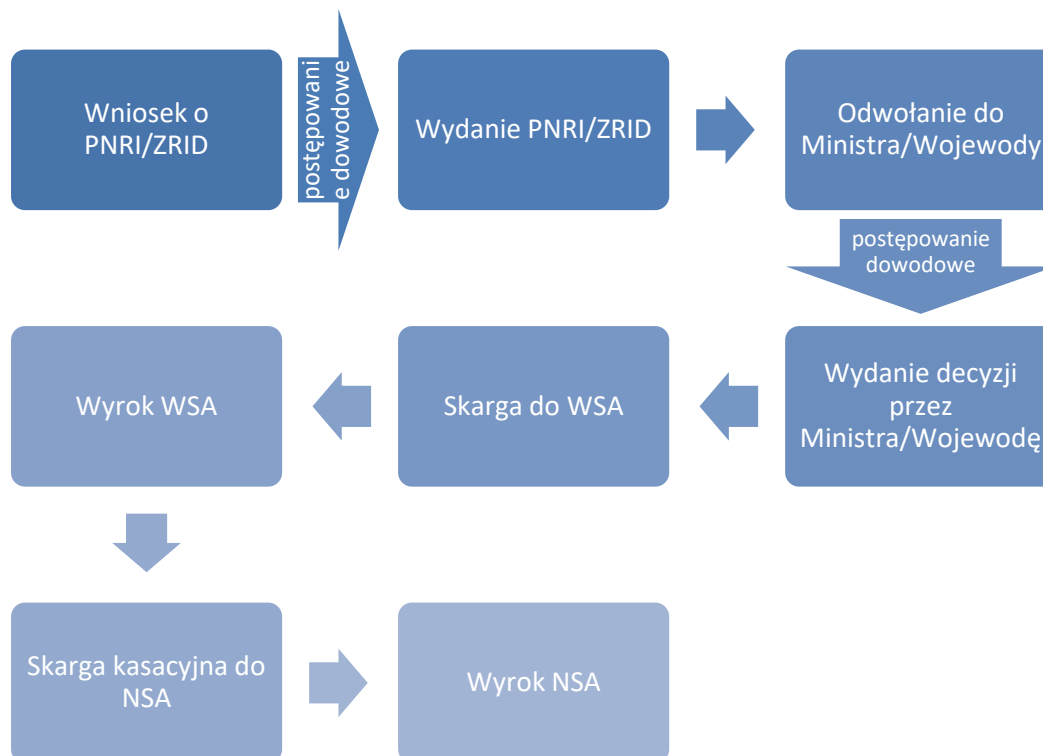 Wniosek o
PNRI/ZRID
postępowani
e dowodowe
Wydanie PNRI/ZRID
Odwołanie do
Ministra/Wojewody
postępowanie
dowodowe
Wydanie decyzji
przez
Ministra/Wojewodę
Skarga do WSA
Wyrok WSA
Skarga kasacyjna do
NSA
Wyrok NSA